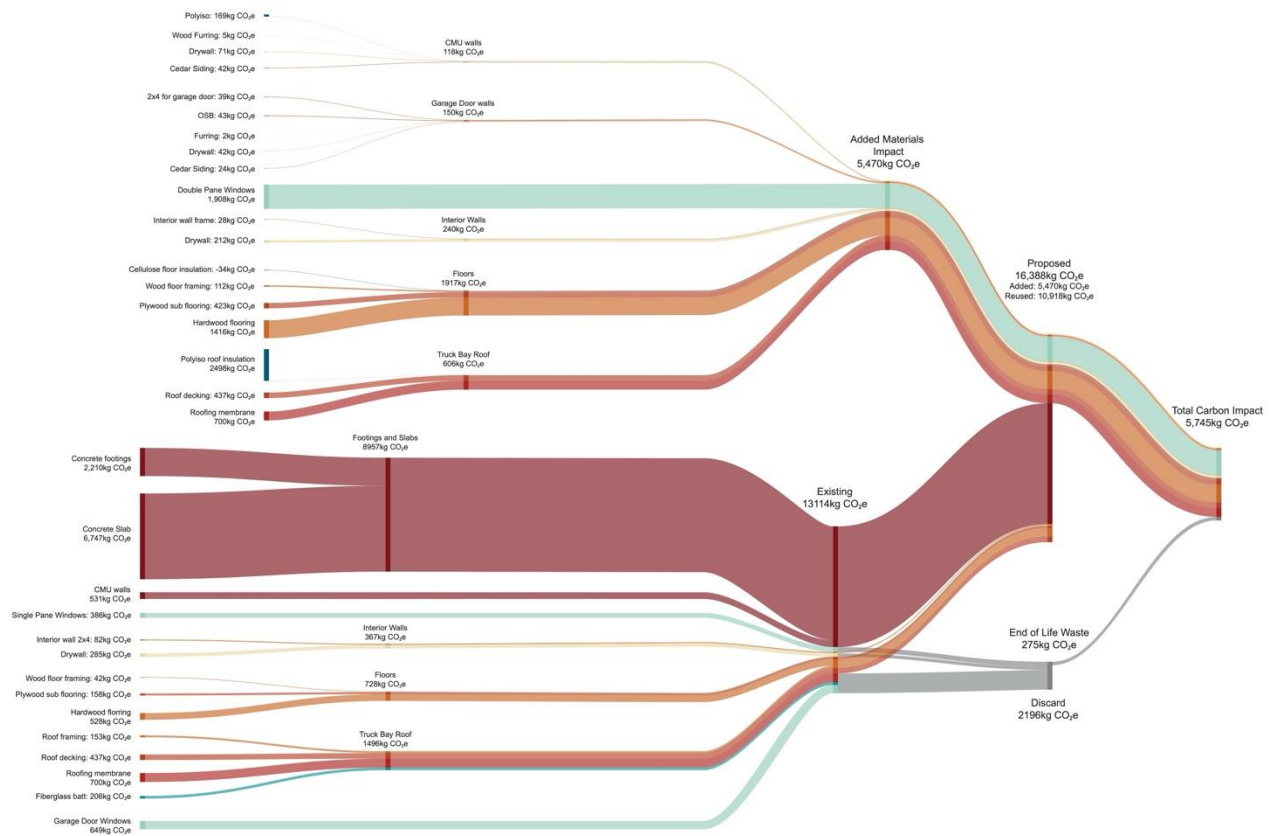 Polyiso: 169kg CO₂e
Wood Furring: 5kg CO₂e
Drywall: 71kg CO₂e
Cedar Siding: 42kg CO₂e
CMU walls
118kg CO₂e
2x4 for garage door: 39kg CO₂e
OSB: 43kg CO₂e
Furring: 2kg CO₂e
Drywall: 42kg CO₂e
Cedar Siding: 24kg CO₂e
Garage Door walls
150kg CO₂e
Double Pane Windows
1,908kg CO₂e
Interior wall frame: 28kg CO₂e
Drywall: 212kg CO₂e
Interior Walls
240kg CO₂e
Cellulose floor insulation: -34kg CO₂e
Wood floor framing: 112kg CO₂e
Plywood sub flooring: 423kg CO₂e
Hardwood flooring
1416kg CO₂e
Floors
1917kg CO₂e
Polyiso roof insulation
2498kg CO₂e
Roof decking: 437kg CO₂e
Roofing membrane
700kg CO₂e
Truck Bay Roof
606kg CO₂e
Added Materials
Impact
5,470kg CO₂e
Proposed
16,388kg CO₂e
Added: 5,470kg CO₂e
Reused: 10,918kg CO₂e
Total Carbon Impact
5,745kg CO₂e
Concrete footings
2,210kg CO₂e
Concrete Slab
6,747kg CO₂e
Footings and Slabs
8957kg CO₂e
Existing
13114kg CO₂e
CMU walls
531kg CO₂e
Single Pane Windows: 386kg CO₂e
Interior wall 2x4: 82kg CO₂e
Drywall: 285kg CO₂e
Interior Walls
367kg CO₂e
Wood floor framing: 42kg CO₂e
Plywood sub flooring: 158kg CO₂e
Hardwood florring
528kg CO₂e
Floors
728kg CO₂e
Roof framing: 153kg CO₂e
Roof decking: 437kg CO₂e
Roofing membrane
700kg CO₂e
Fiberglass batt: 206kg CO₂e
Truck Bay Roof
1496kg CO₂e
Garage Door Windows
649kg CO₂e
End of Life Waste
275kg CO₂e
Discard
2196kg CO₂e